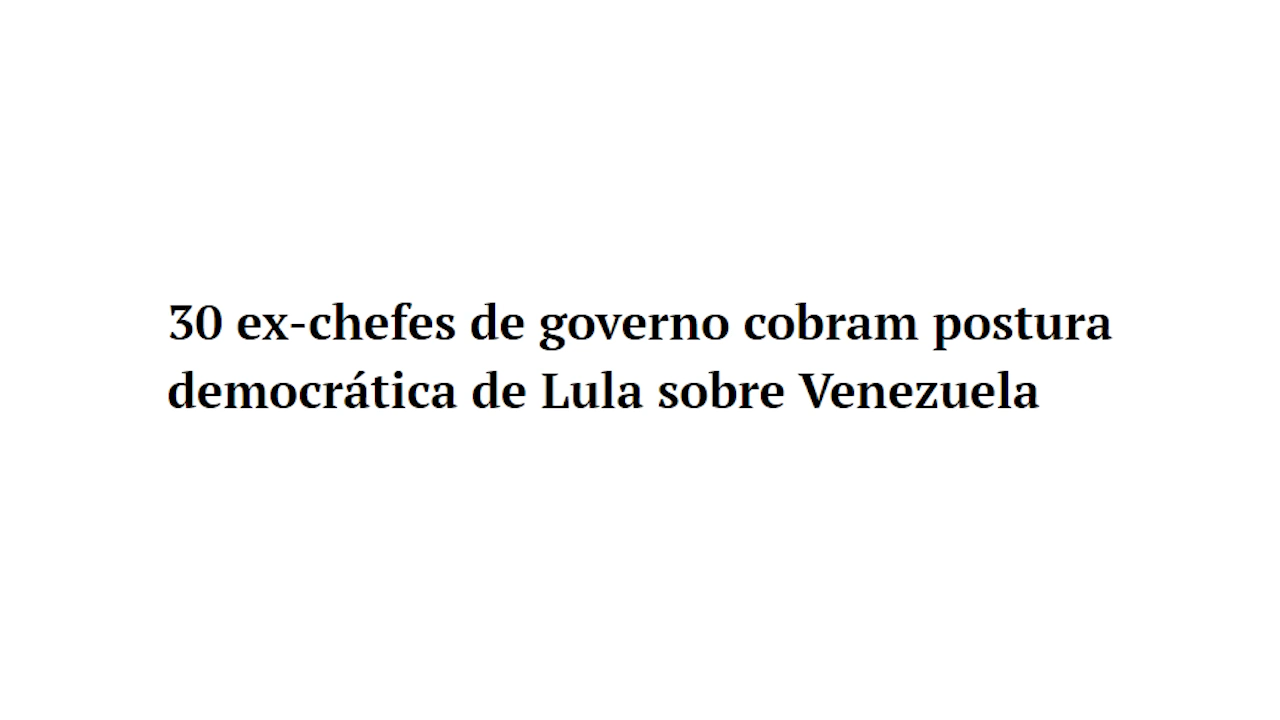 30 ex-chefes de governo cobram postura
democrática de Lula sobre Venezuela